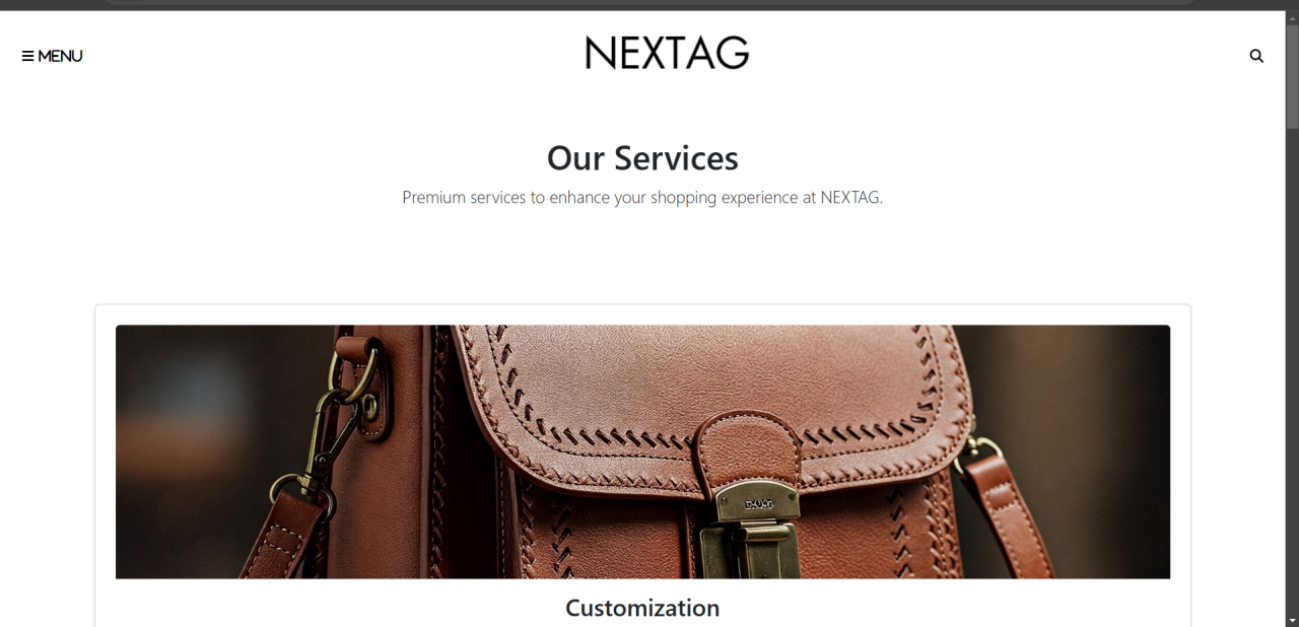 MENU
NEXTAG
Our Services
Premium services to enhance your shopping experience at NEXTAG.
Customization